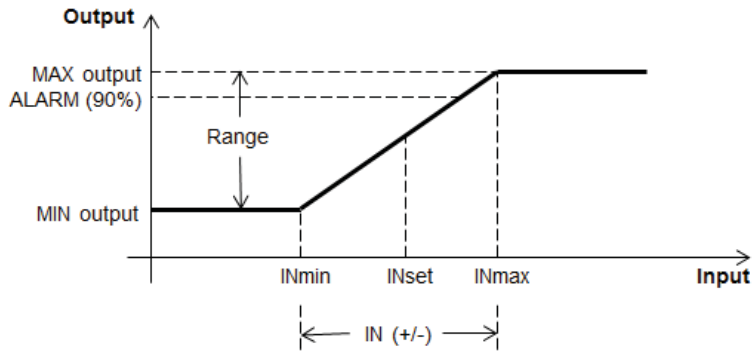 Output
MAX output
ALARM (90%)
Range
MIN output
INmin INset INmax Input
IN (+/-)